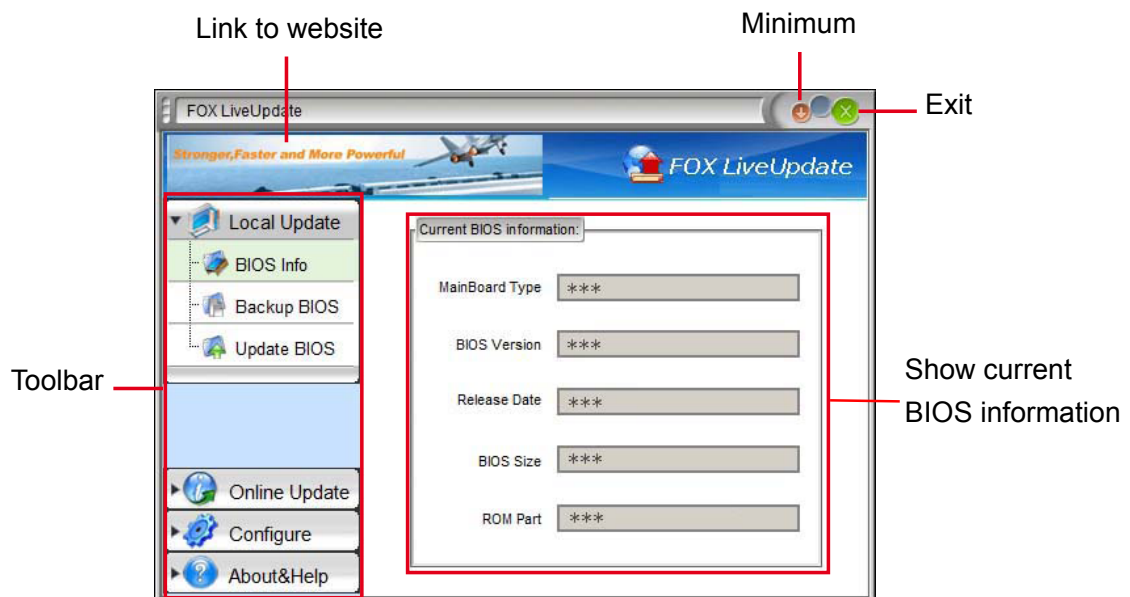 Link to website
Minimum
Exit
FOX LiveUpdate
Stronger,Faster and More Powerful
FOX LiveUpdate
Toolbar
Local Update
BIOS Info
Backup BIOS
Update BIOS
Online Update
Configure
About&Help
Current BIOS information:
MainBoard Type ***
BIOS Version ***
Release Date ***
BIOS Size ***
ROM Part ***
Show current
BIOS information